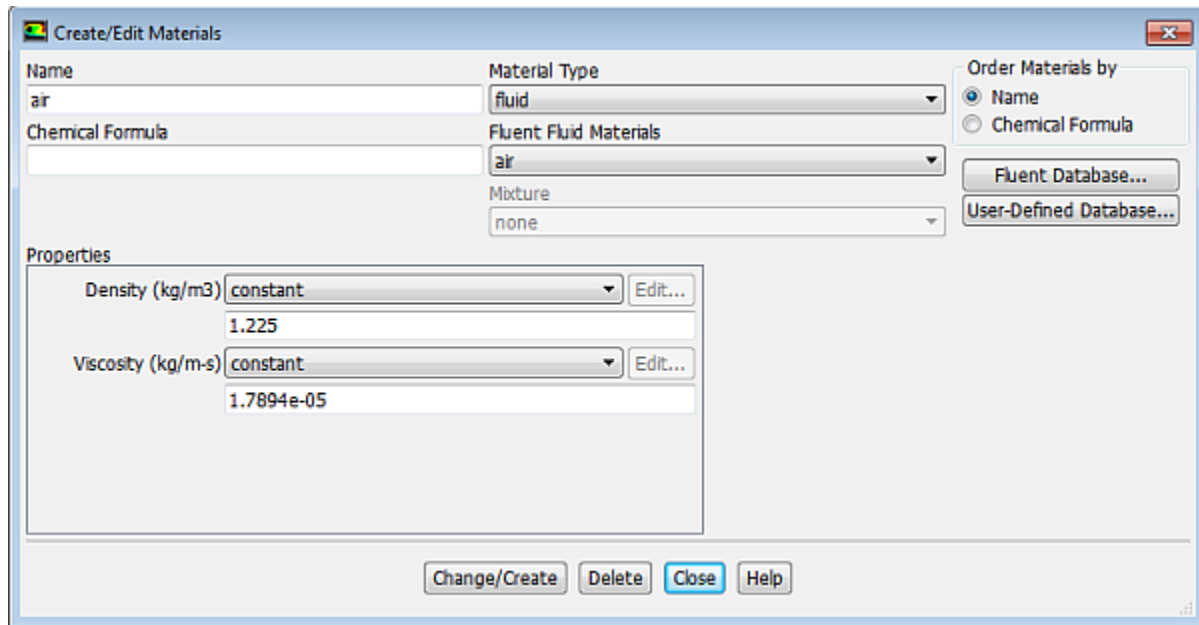 Create/Edit Materials
Name
air
Material Type
fluid
Order Materials by
Name
Chemical Formula
Chemical Formula
Fluent Fluid Materials
air
Fluent Database...
Mixture
none
User-Defined Database...
Properties
Density (kg/m3) constant Edit...
1.225
Viscosity (kg/m-s) constant Edit...
1.7894e-05
Change/Create Delete Close Help